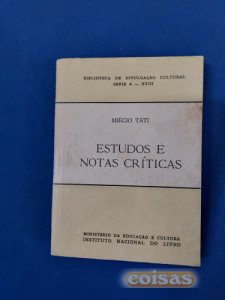 BIBLIOTECA DE DIVULGAÇÃO CULTURAL
SÉRIE A — XVIII
MIÉCIO TÁTI
ESTUDOS E
NOTAS CRÍTICAS
MINISTÉRIO DA EDUCAÇÃO E CULTURA
INSTITUTO NACIONAL DO LIVRO
coisas